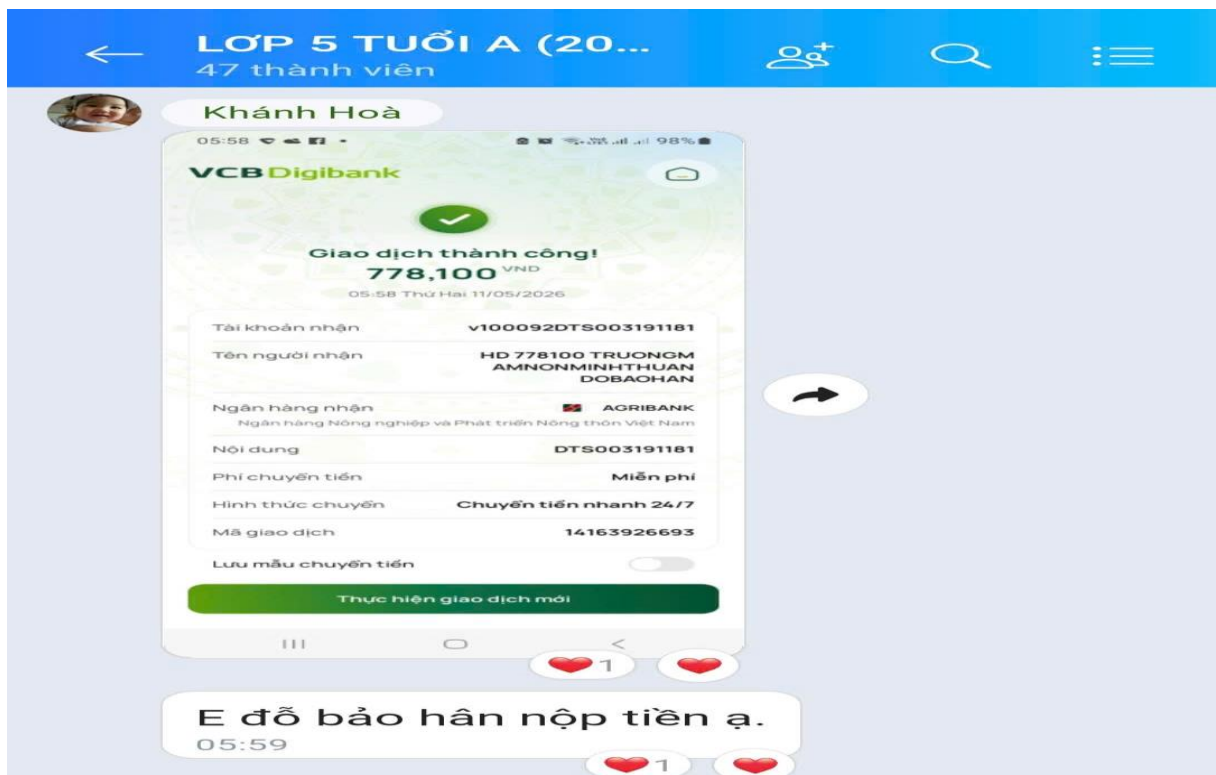 LƠP 5 TUỔI A (20...
47 thành viên
Khánh Hoà
05:58
98%
VCB Digibank
Giao dịch thành công!
778,100 VND
05:58 Thứ Hai 11/05/2026
Tài khoản nhận v100092DTS003191181
Tên người nhận HD 778100 TRUONGM
AMNONMINHTHUAN
DOBAOHAN
Ngân hàng nhận AGRIBANK
Ngân hàng Nông nghiệp và Phát triển Nông thôn Việt Nam
Nội dung DTS003191181
Phí chuyển tiền Miễn phí
Hình thức chuyển Chuyển tiền nhanh 24/7
Mã giao dịch 14163926693
Lưu mẫu chuyển tiền
Thực hiện giao dịch mới
1
E đỗ bảo hân nộp tiền ạ.
05:59
1